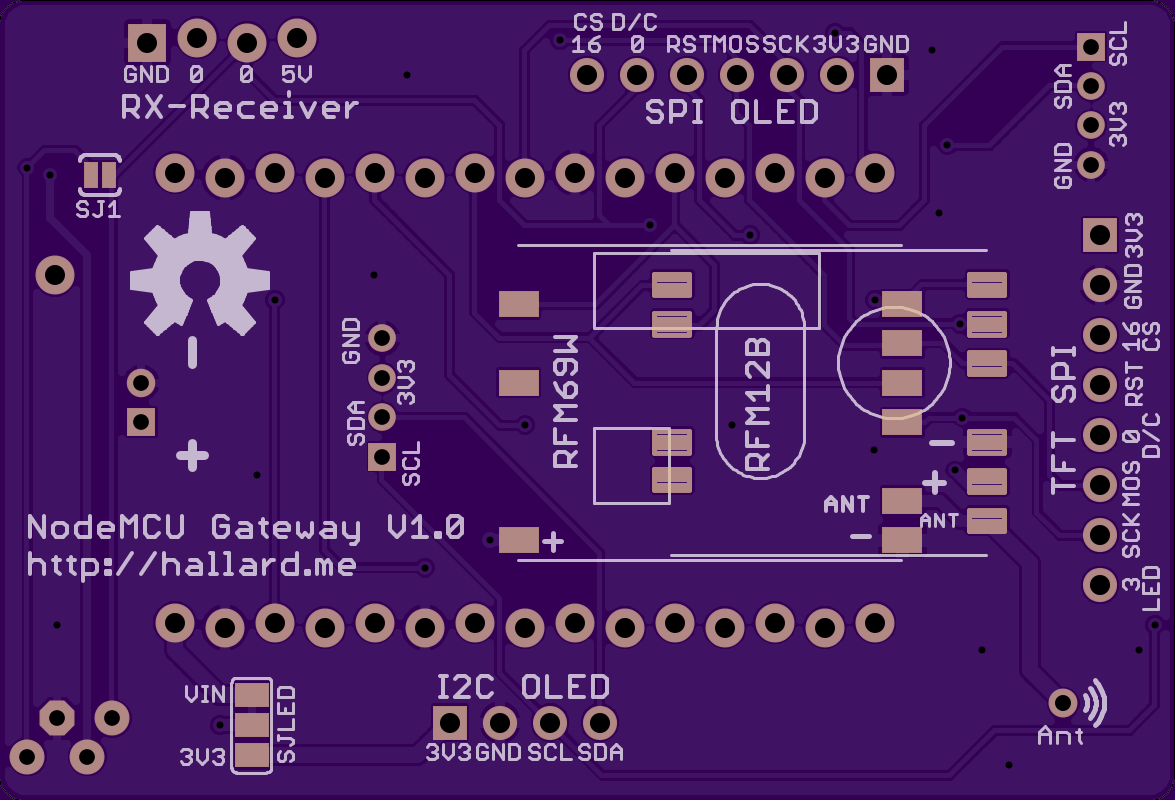 CS D/C
16 0 RST MOS SCK 3V3 GND
SPI OLED
GND 0 0 5V
RX-Receiver
SCL
SDA
3V3
GND
SJ1
3V3
GND
16 CS
RST
0 D/C
MOS
SCK
3 LED
TFT SPI
GND
3V3
SDA
SCL
RFM69W
RFM12B
-
+
-
+
ANT
ANT
-
+
NodeMCU Gateway V1.0
http://hallard.me
VIN
3V3
SJLED
I2C OLED
3V3 GND SCL SDA
Ant